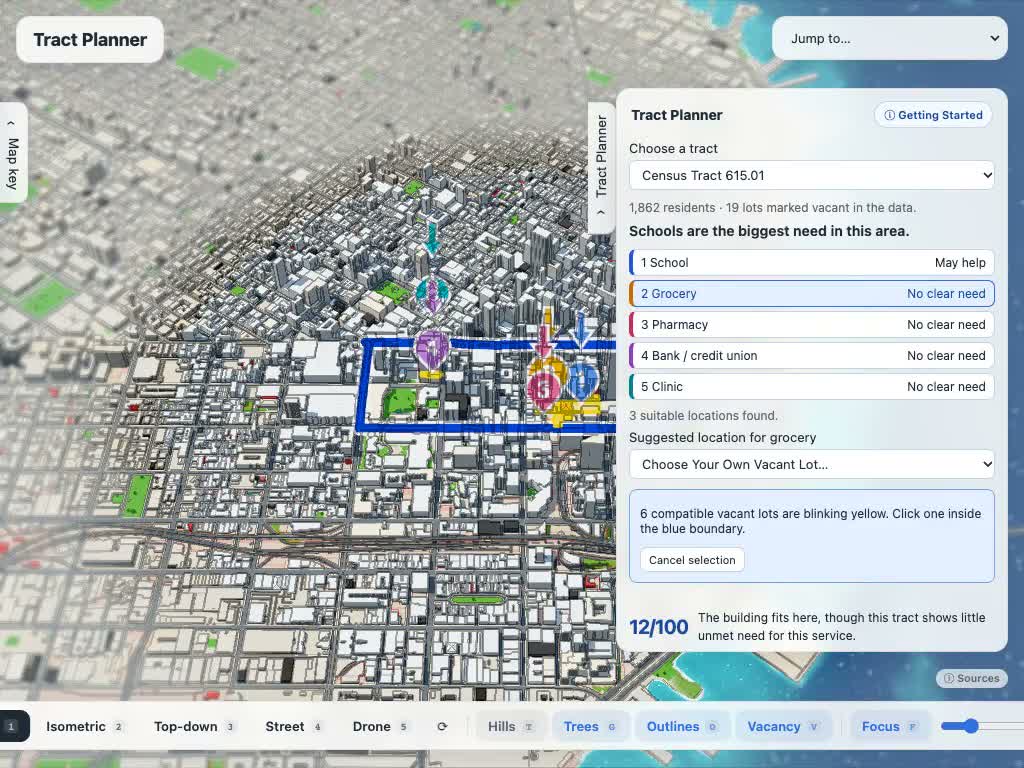 Tract Planner
Jump to...
Map key
Tract Planner
Tract Planner
ⓘ Getting Started
Choose a tract
Census Tract 615.01
1,862 residents · 19 lots marked vacant in the data.
Schools are the biggest need in this area.
1 School May help
2 Grocery No clear need
3 Pharmacy No clear need
4 Bank / credit union No clear need
5 Clinic No clear need
3 suitable locations found.
Suggested location for grocery
Choose Your Own Vacant Lot...
6 compatible vacant lots are blinking yellow. Click one inside
the blue boundary.
Cancel selection
12/100
The building fits here, though this tract shows little
unmet need for this service.
ⓘ Sources
1 Isometric 2 Top-down 3 Street 4 Drone 5 ⟳ Hills T Trees G Outlines O Vacancy V Focus F